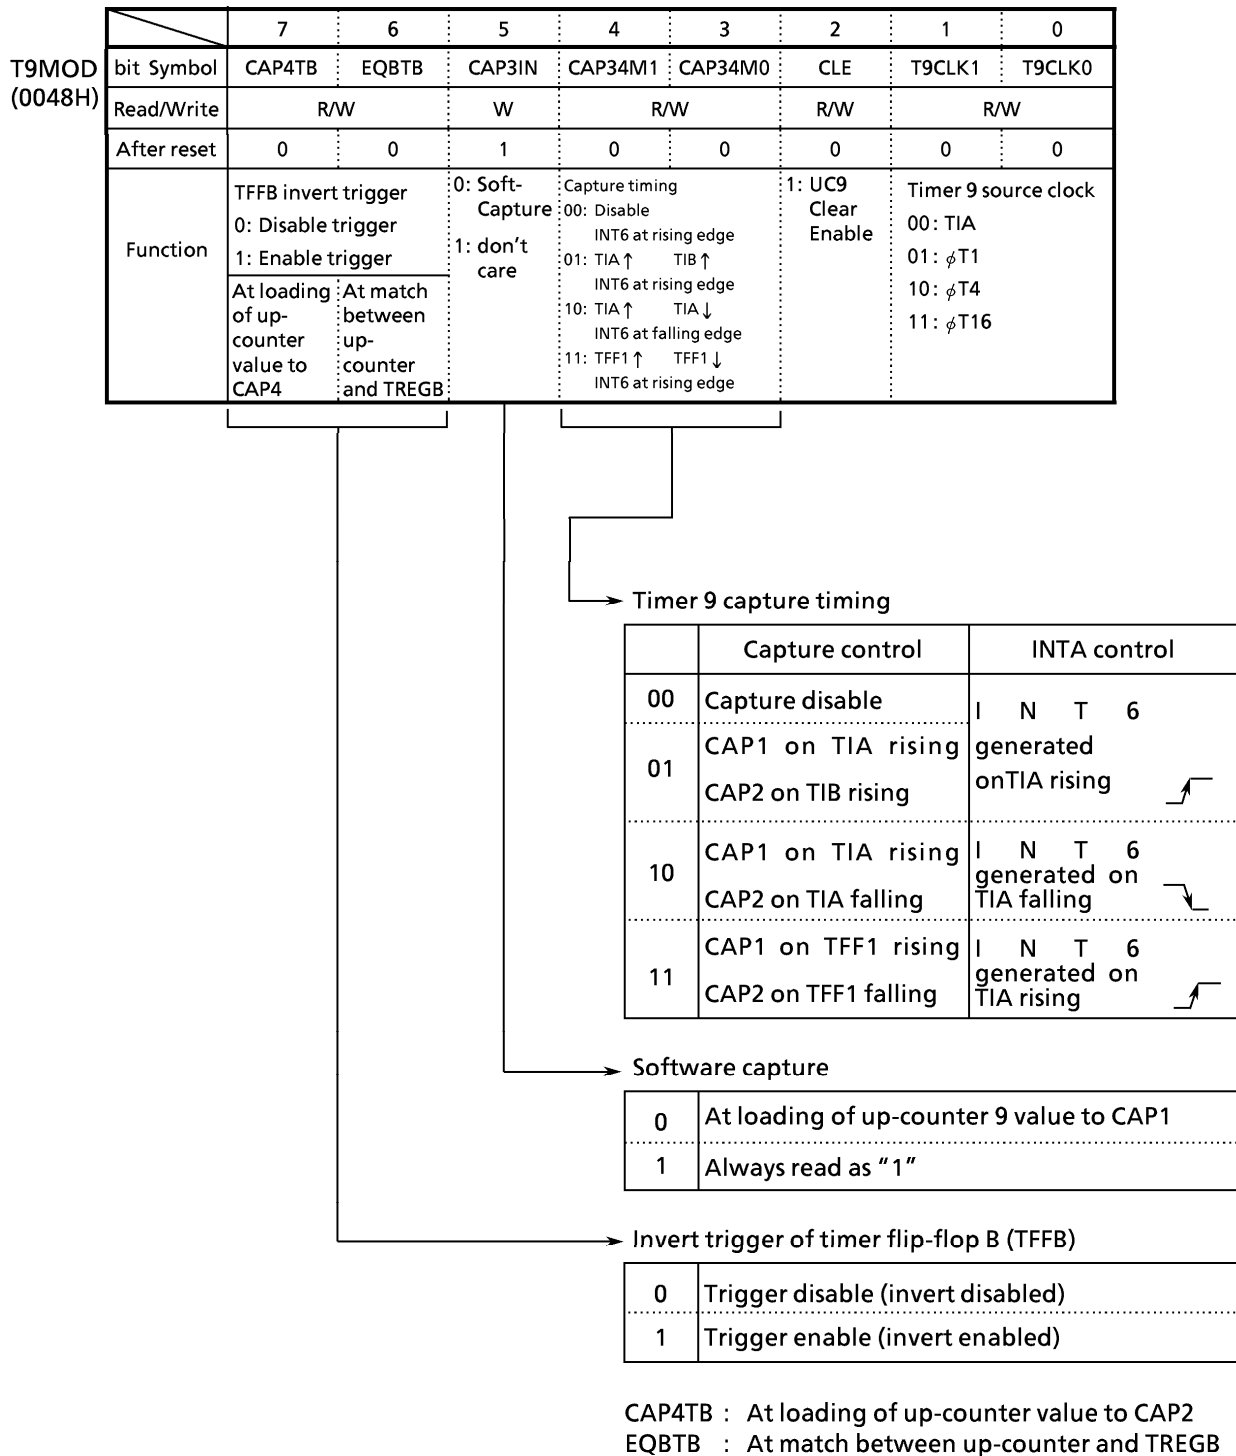 7 6 5 4 3 2 1 0
T9MOD
(0048H)
bit Symbol CAP4TB EQBTB CAP3IN CAP34M1 CAP34M0 CLE T9CLK1 T9CLK0
Read/Write R/W W R/W R/W R/W
After reset 0 0 1 0 0 0 0 0
Function
TFFB invert trigger
0: Disable trigger
1: Enable trigger
At loading
of up-
counter
value to
CAP4
At match
between
up-
counter
and TREGB
0: Soft-
Capture
1: don't
care
Capture timing
00: Disable
INT6 at rising edge
01: TIA↑ TIB↑
INT6 at rising edge
10: TIA↑ TIA↓
INT6 at falling edge
11: TFF1↑ TFF1↓
INT6 at rising edge
1: UC9
Clear
Enable
Timer 9 source clock
00: TIA
01: ϕT1
10: ϕT4
11: ϕT16
Timer 9 capture timing
Capture control INTA control
00 Capture disable
01 CAP1 on TIA rising
CAP2 on TIB rising
I N T 6
generated
onTIA rising
10 CAP1 on TIA rising
CAP2 on TIA falling
I N T 6
generated on
TIA falling
11 CAP1 on TFF1 rising
CAP2 on TFF1 falling
I N T 6
generated on
TIA rising
Software capture
0 At loading of up-counter 9 value to CAP1
1 Always read as “1”
Invert trigger of timer flip-flop B (TFFB)
0 Trigger disable (invert disabled)
1 Trigger enable (invert enabled)
CAP4TB : At loading of up-counter value to CAP2
EQBTB : At match between up-counter and TREGB